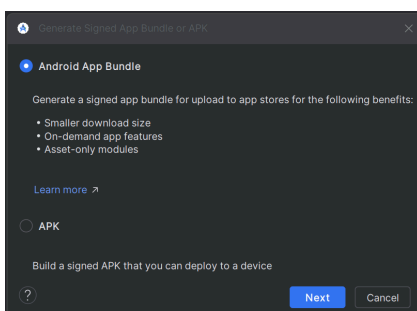 Generate Signed App Bundle or APK
Android App Bundle
Generate a signed app bundle for upload to app stores for the following benefits:
• Smaller download size
• On-demand app features
• Asset-only modules
Learn more ↗
APK
Build a signed APK that you can deploy to a device
?
Next Cancel